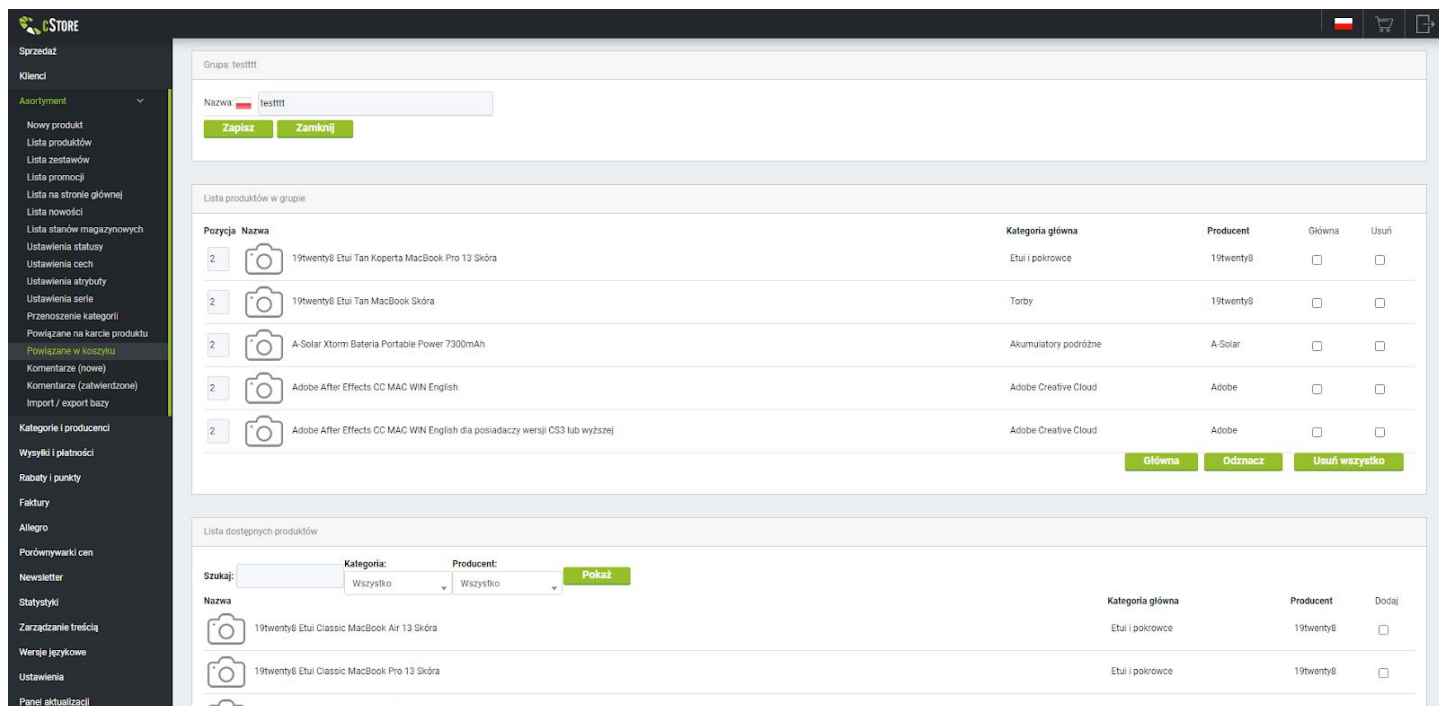 cSTORE
Sprzedaż
Klienci
Asortyment
Nowy produkt
Lista produktów
Lista zestawów
Lista promocji
Lista na stronie głównej
Lista nowości
Lista stanów magazynowych
Ustawienia statusy
Ustawienia cech
Ustawienia atrybuty
Ustawienia serie
Przenoszenie kategorii
Powiązane na karcie produktu
Powiązane w koszyku
Komentarze (nowe)
Komentarze (zatwierdzone)
Import / export bazy
Kategorie i producenci
Wysyłki i płatności
Rabaty i punkty
Faktury
Allegro
Porównywarki cen
Newsletter
Statystyki
Zarządzanie treścią
Wersje językowe
Ustawienia
Panel aktualizacji
Grupa: testttt
Nazwa: testttt
Zapisz Zamknij
Lista produktów w grupie
Pozycja Nazwa Kategoria główna Producent Główna Usuń
2 19twenty8 Etui Tan Koperta MacBook Pro 13 Skóra Etui i pokrowce 19twenty8
2 19twenty8 Etui Tan MacBook Skóra Torby 19twenty8
2 A-Solar Xtorm Bateria Portable Power 7300mAh Akumulatory podróżne A-Solar
2 Adobe After Effects CC MAC WIN English Adobe Creative Cloud Adobe
2 Adobe After Effects CC MAC WIN English dla posiadaczy wersji CS3 lub wyższej Adobe Creative Cloud Adobe
Główna Odznacz Usuń wszystko
Lista dostępnych produktów
Kategoria: Producent:
Szukaj: Wszystko Wszystko Pokaż
Nazwa Kategoria główna Producent Dodaj
19twenty8 Etui Classic MacBook Air 13 Skóra Etui i pokrowce 19twenty8
19twenty8 Etui Classic MacBook Pro 13 Skóra Etui i pokrowce 19twenty8